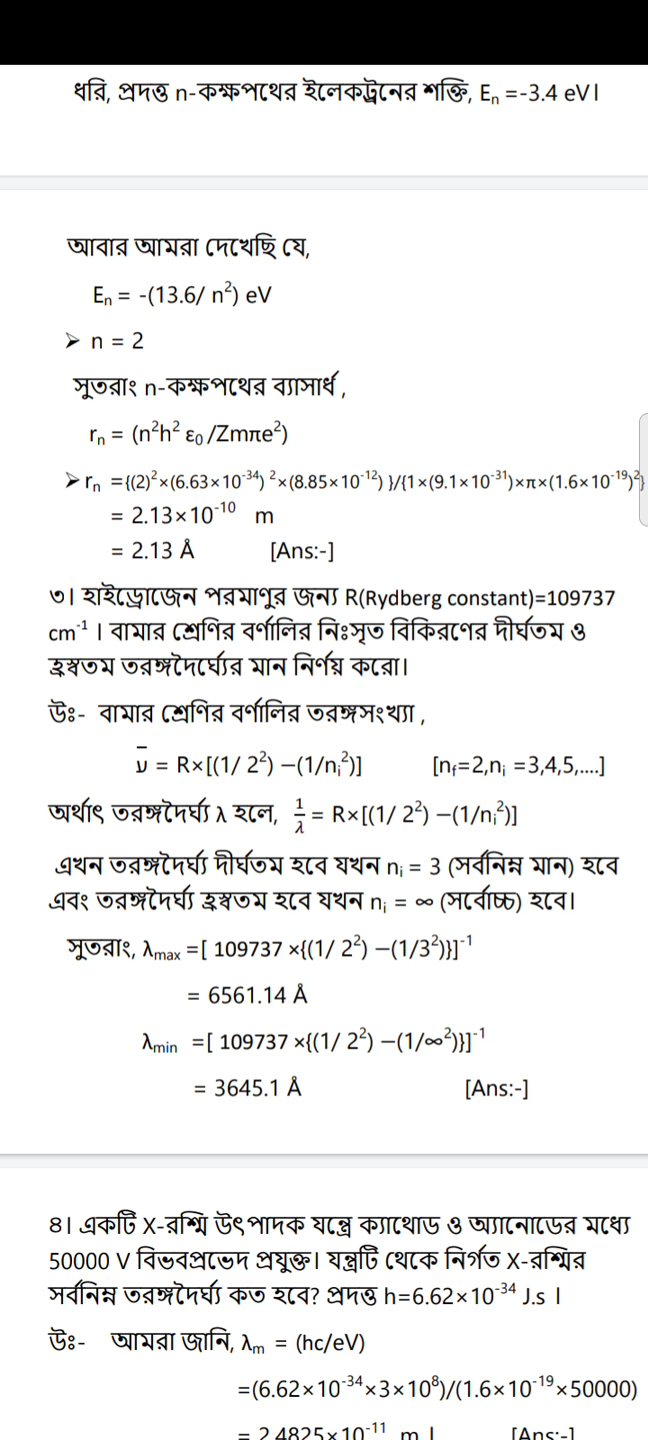 ধরি, প্রদত্ত n-কক্ষপথের ইলেকট্রনের শক্তি, Eₙ =-3.4 eV।
আবার আমরা দেখেছি যে,
Eₙ = -(13.6/ n²) eV
➢ n = 2
সুতরাং n-কক্ষপথের ব্যাসার্ধ ,
rₙ = (n²h² ε₀ /Zmπe²)
➢ rₙ ={(2)²×(6.63×10⁻³⁴) ²×(8.85×10⁻¹²) }/{1×(9.1×10⁻³¹)×π×(1.6×10⁻¹⁹)²}
= 2.13×10⁻¹⁰ m
= 2.13 Å [Ans:-]
৩। হাইড্রোজেন পরমাণুর জন্য R(Rydberg constant)=109737
cm⁻¹ । বামার শ্রেণির বর্ণালির নিঃসৃত বিকিরণের দীর্ঘতম ও
হ্রস্বতম তরঙ্গদৈর্ঘ্যের মান নির্ণয় করো।
উঃ- বামার শ্রেণির বর্ণালির তরঙ্গসংখ্যা ,
ν̅ = R×[(1/ 2²) –(1/nᵢ²)] [n_f=2,nᵢ =3,4,5,....]
অর্থাৎ তরঙ্গদৈর্ঘ্য λ হলে, 1/λ = R×[(1/ 2²) –(1/nᵢ²)]
এখন তরঙ্গদৈর্ঘ্য দীর্ঘতম হবে যখন nᵢ = 3 (সর্বনিম্ন মান) হবে
এবং তরঙ্গদৈর্ঘ্য হ্রস্বতম হবে যখন nᵢ = ∞ (সর্বোচ্চ) হবে।
সুতরাং, λₘₐₓ =[ 109737 ×{(1/ 2²) –(1/3²)}]⁻¹
= 6561.14 Å
λₘᵢₙ =[ 109737 ×{(1/ 2²) –(1/∞²)}]⁻¹
= 3645.1 Å [Ans:-]
৪। একটি X-রশ্মি উৎপাদক যন্ত্রে ক্যাথোড ও অ্যানোডের মধ্যে
50000 V বিভবপ্রভেদ প্রযুক্ত। যন্ত্রটি থেকে নির্গত X-রশ্মির
সর্বনিম্ন তরঙ্গদৈর্ঘ্য কত হবে? প্রদত্ত h=6.62×10⁻³⁴ J.s ।
উঃ- আমরা জানি, λₘ = (hc/eV)
=(6.62×10⁻³⁴×3×10⁸)/(1.6×10⁻¹⁹×50000)
= 2.4825×10⁻¹¹ m । [Ans:-]